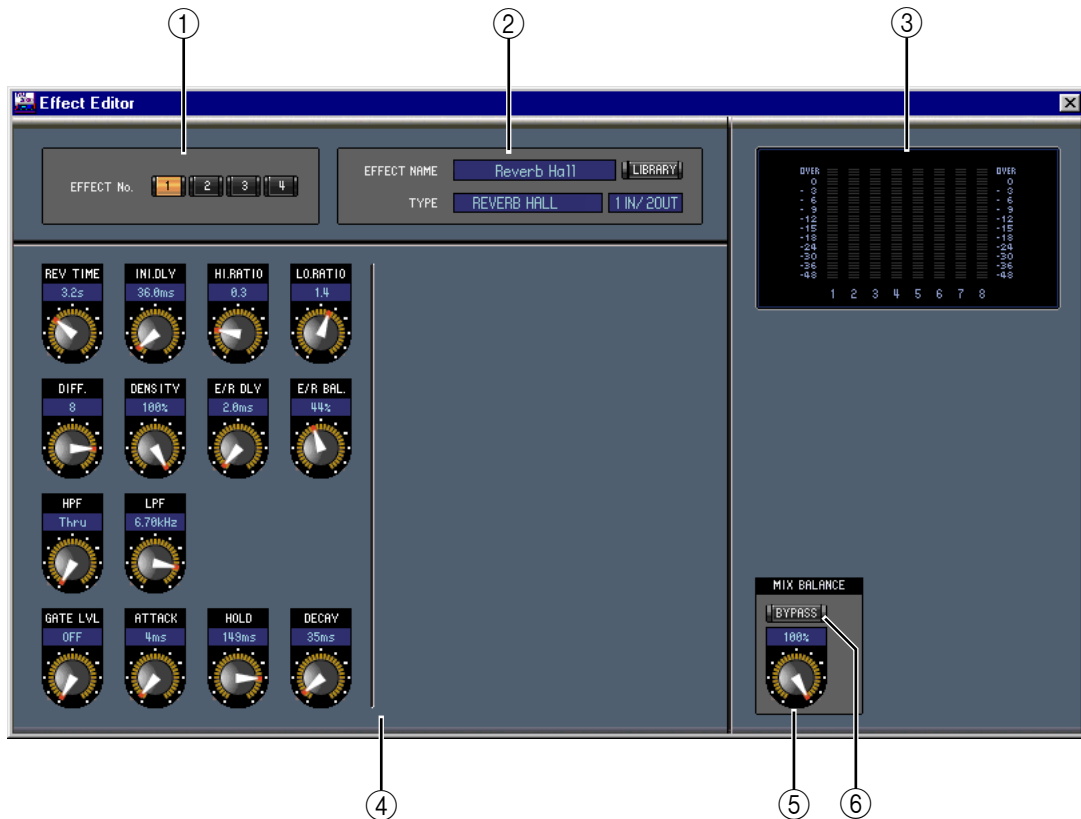 ① ② ③
Effect Editor
EFFECT No. 1 2 3 4
EFFECT NAME Reverb Hall LIBRARY
TYPE REVERB HALL 1 IN/ 2OUT
OVER OVER
0 0
- 3 - 3
- 6 - 6
- 9 - 9
-12 -12
-15 -15
-18 -18
-24 -24
-30 -30
-36 -36
-48 -48
1 2 3 4 5 6 7 8
REV TIME INI.DLY HI.RATIO LO.RATIO
3.2s 36.0ms 0.3 1.4
DIFF. DENSITY E/R DLY E/R BAL.
8 100% 2.0ms 44%
HPF LPF
Thru 6.70kHz
GATE LVL ATTACK HOLD DECAY
OFF 4ms 149ms 35ms
MIX BALANCE
BYPASS
100%
④ ⑤ ⑥